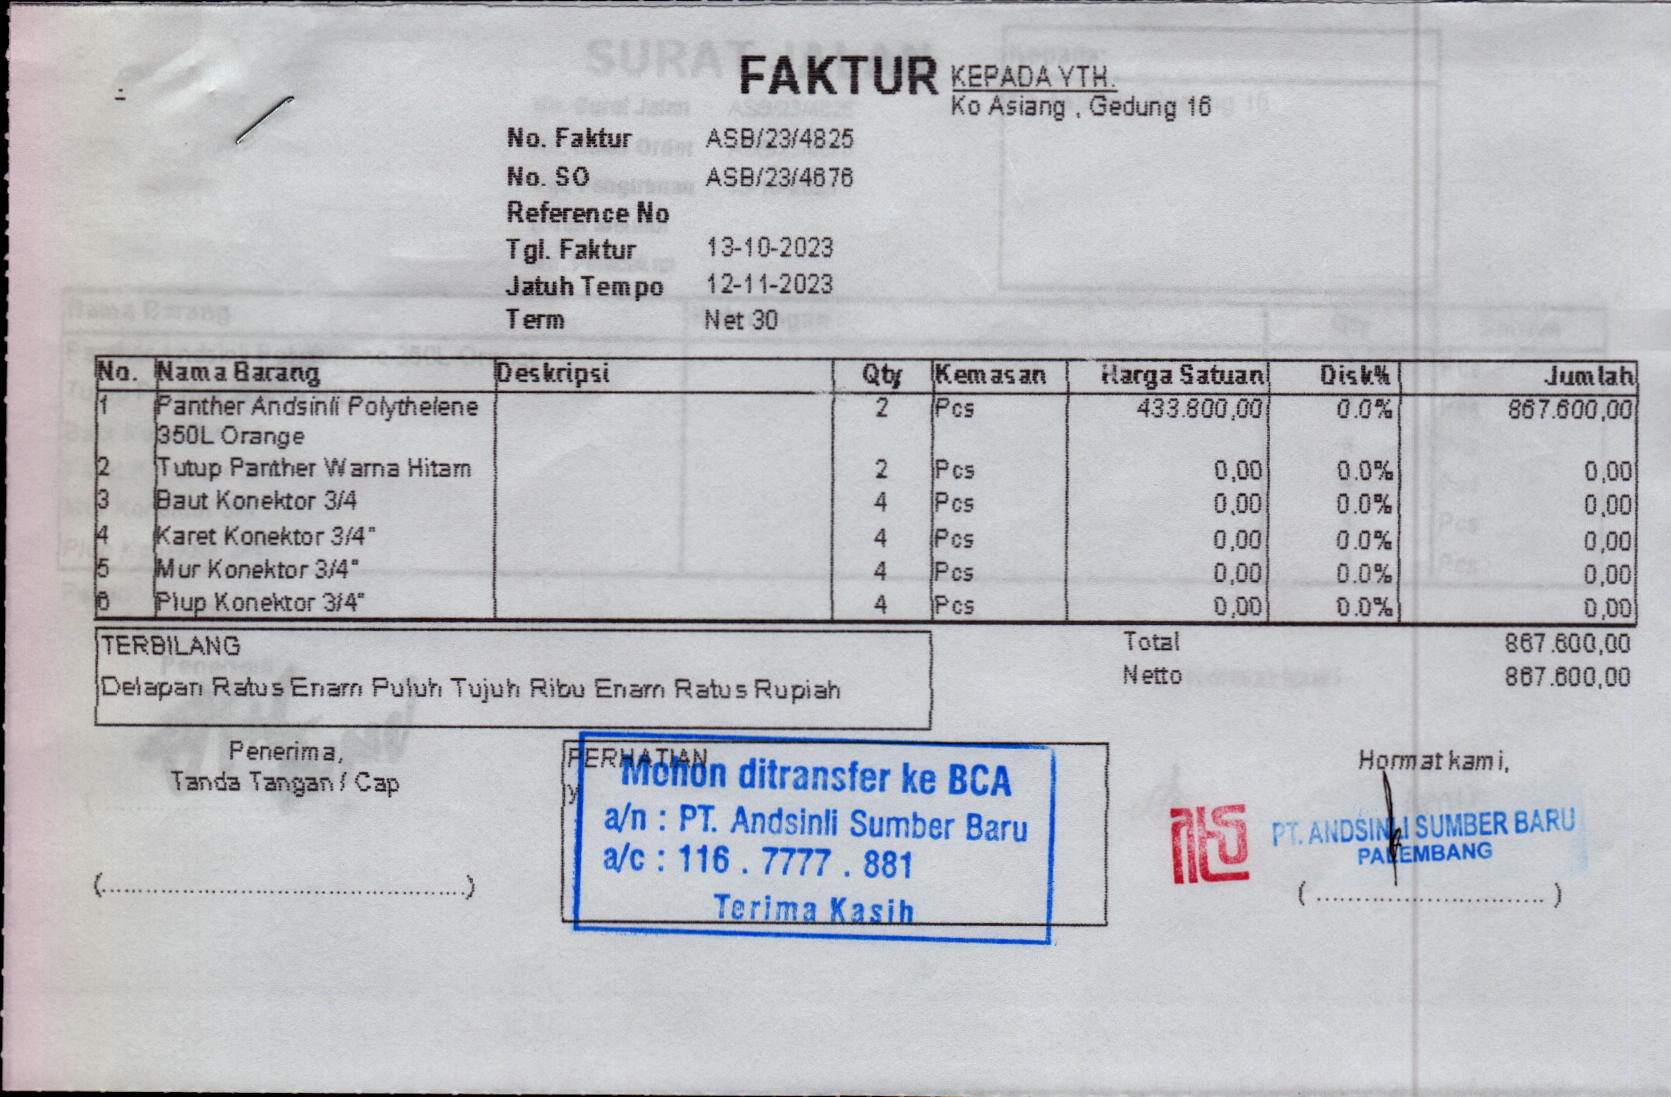 FAKTUR
KEPADA YTH.
Ko Asiang , Gedung 16
No. Faktur ASB/23/4825
No. SO ASB/23/4676
Reference No
Tgl. Faktur 13-10-2023
Jatuh Tempo 12-11-2023
Term Net 30
No. Nama Barang Deskripsi Qty Kemasan Harga Satuan Disk% Jumlah
1 Panther Andsinli Polythelene 2 Pcs 433.800,00 0.0% 867.600,00
350L Orange
2 Tutup Panther Warna Hitam 2 Pcs 0,00 0.0% 0,00
3 Baut Konektor 3/4 4 Pcs 0,00 0.0% 0,00
4 Karet Konektor 3/4" 4 Pcs 0,00 0.0% 0,00
5 Mur Konektor 3/4" 4 Pcs 0,00 0.0% 0,00
6 Plup Konektor 3/4" 4 Pcs 0,00 0.0% 0,00
TERBILANG
Delapan Ratus Enam Puluh Tujuh Ribu Enam Ratus Rupiah
Total 867.600,00
Netto 867.600,00
Penerima,
Tanda Tangan / Cap
PERHATIAN
Mohon ditransfer ke BCA
a/n : PT. Andsinli Sumber Baru
a/c : 116 . 7777 . 881
Terima Kasih
Hormat kami,
PT. ANDSINLI SUMBER BARU
PALEMBANG